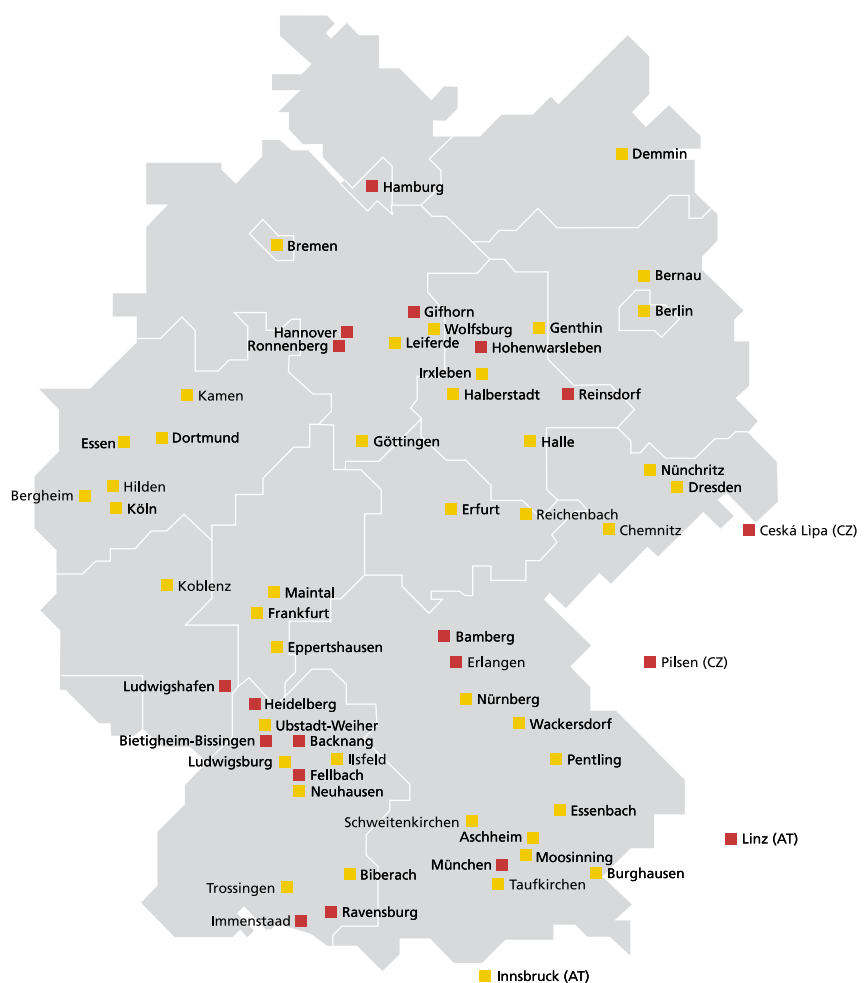 Demmin
Hamburg
Bremen
Bernau
Berlin
Gifhorn
Wolfsburg
Genthin
Hannover
Ronnenberg
Leiferde
Hohenwarsleben
Irxleben
Halberstadt
Reinsdorf
Kamen
Dortmund
Essen
Göttingen
Halle
Nünchritz
Dresden
Hilden
Bergheim
Köln
Erfurt
Reichenbach
Chemnitz
Ceská Lìpa (CZ)
Koblenz
Maintal
Frankfurt
Bamberg
Eppertshausen
Erlangen
Pilsen (CZ)
Ludwigshafen
Heidelberg
Nürnberg
Ubstadt-Weiher
Wackersdorf
Bietigheim-Bissingen
Backnang
Ludwigsburg
Ilsfeld
Pentling
Fellbach
Neuhausen
Essenbach
Schweitenkirchen
Aschheim
Linz (AT)
Moosinning
München
Burghausen
Biberach
Taufkirchen
Trossingen
Ravensburg
Immenstaad
Innsbruck (AT)